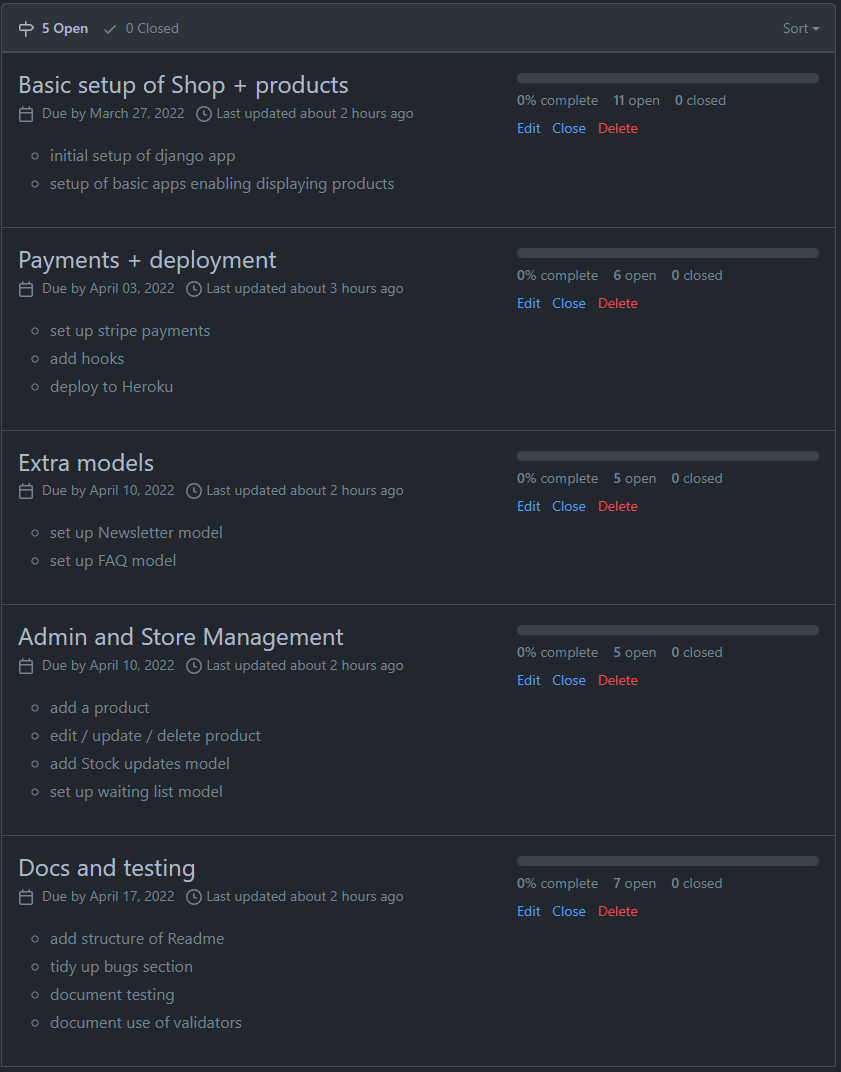 5 Open 0 Closed Sort
Basic setup of Shop + products
Due by March 27, 2022 Last updated about 2 hours ago
0% complete 11 open 0 closed
Edit Close Delete
initial setup of django app
setup of basic apps enabling displaying products
Payments + deployment
Due by April 03, 2022 Last updated about 3 hours ago
0% complete 6 open 0 closed
Edit Close Delete
set up stripe payments
add hooks
deploy to Heroku
Extra models
Due by April 10, 2022 Last updated about 2 hours ago
0% complete 5 open 0 closed
Edit Close Delete
set up Newsletter model
set up FAQ model
Admin and Store Management
Due by April 10, 2022 Last updated about 2 hours ago
0% complete 5 open 0 closed
Edit Close Delete
add a product
edit / update / delete product
add Stock updates model
set up waiting list model
Docs and testing
Due by April 17, 2022 Last updated about 2 hours ago
0% complete 7 open 0 closed
Edit Close Delete
add structure of Readme
tidy up bugs section
document testing
document use of validators